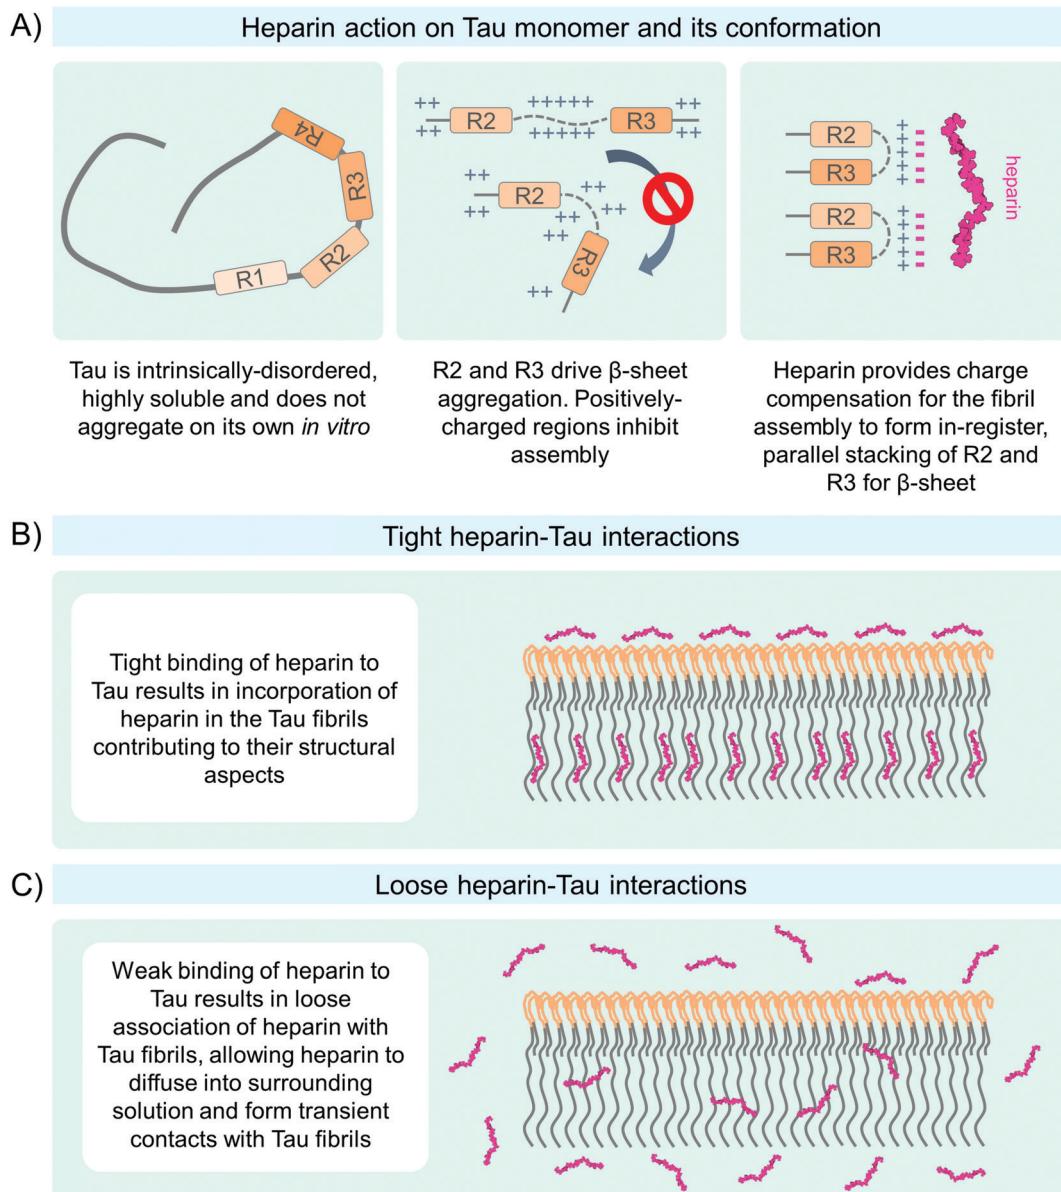 A)
Heparin action on Tau monomer and its conformation
R4
R3
R2
R1
++ +++++ ++
R2 R3
++ +++++ ++
++
R2 ++
++ ++
++
R3
++
R2
R3
R2
R3
+
+
+
+
+
+
+
+
+
+
heparin
Tau is intrinsically-disordered,
highly soluble and does not
aggregate on its own in vitro
R2 and R3 drive β-sheet
aggregation. Positively-
charged regions inhibit
assembly
Heparin provides charge
compensation for the fibril
assembly to form in-register,
parallel stacking of R2 and
R3 for β-sheet
B)
Tight heparin-Tau interactions
Tight binding of heparin to
Tau results in incorporation of
heparin in the Tau fibrils
contributing to their structural
aspects
C)
Loose heparin-Tau interactions
Weak binding of heparin to
Tau results in loose
association of heparin with
Tau fibrils, allowing heparin to
diffuse into surrounding
solution and form transient
contacts with Tau fibrils